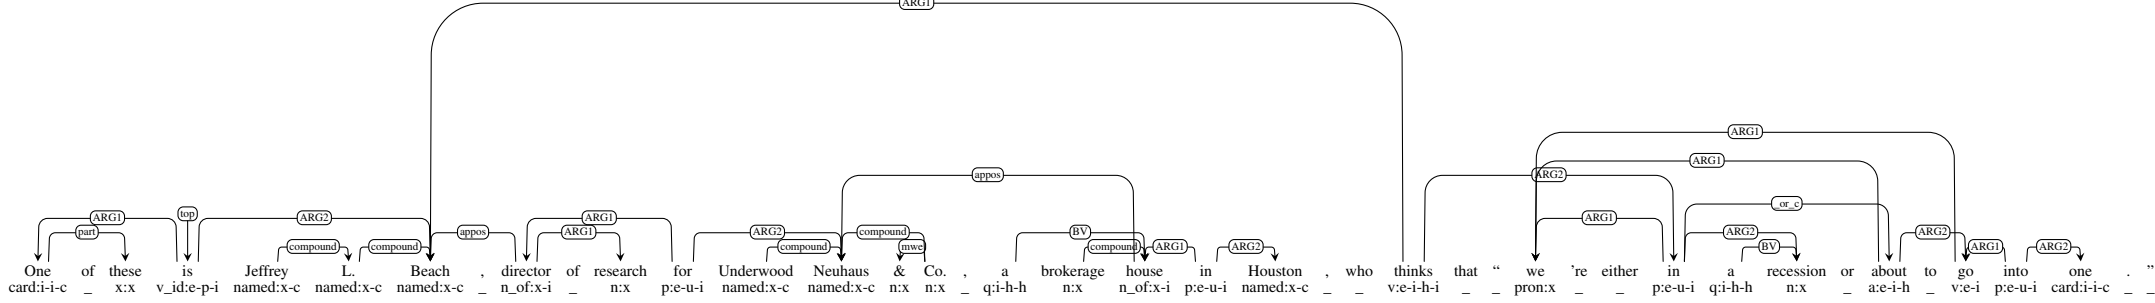 ARG1
ARG1
ARG1
appos ARG2
_or_c
ARG1 top ARG2 ARG1 ARG1
part appos ARG1 ARG2 compound BV ARG2 ARG2
compound compound compound mwe compound ARG1 ARG2 BV ARG1 ARG2
One of these is Jeffrey L. Beach , director of research for Underwood Neuhaus & Co. , a brokerage house in Houston , who thinks that “ we 're either in a recession or about to go into one . ”
card:i-i-c _ x:x v_id:e-p-i named:x-c named:x-c named:x-c _ n_of:x-i _ n:x p:e-u-i named:x-c named:x-c n:x n:x _ q:i-h-h n:x n_of:x-i p:e-u-i named:x-c _ _ v:e-i-h-i _ _ pron:x _ _ p:e-u-i q:i-h-h n:x _ a:e-i-h _ v:e-i p:e-u-i card:i-i-c _ _